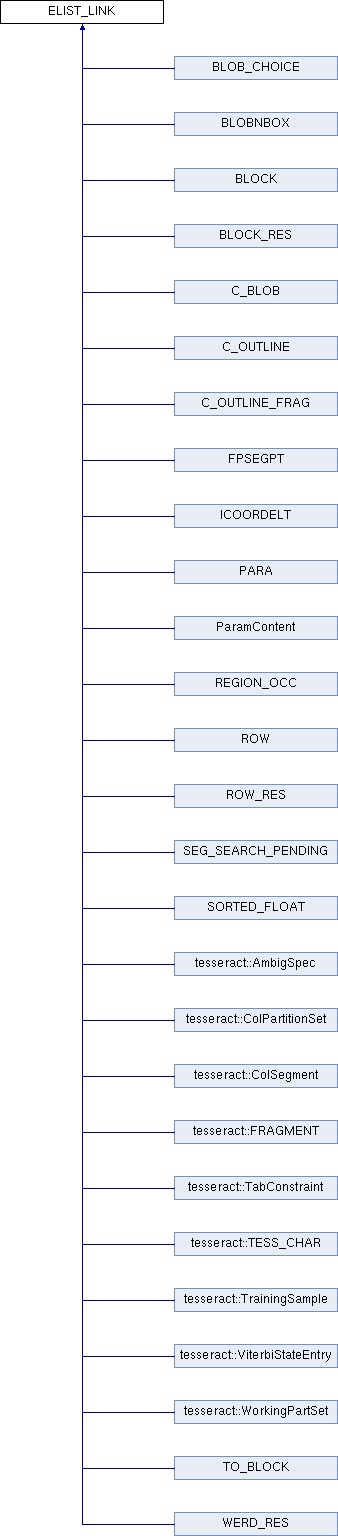 ELIST_LINK
BLOB_CHOICE
BLOBNBOX
BLOCK
BLOCK_RES
C_BLOB
C_OUTLINE
C_OUTLINE_FRAG
FPSEGPT
ICOORDELT
PARA
ParamContent
REGION_OCC
ROW
ROW_RES
SEG_SEARCH_PENDING
SORTED_FLOAT
tesseract::AmbigSpec
tesseract::ColPartitionSet
tesseract::ColSegment
tesseract::FRAGMENT
tesseract::TabConstraint
tesseract::TESS_CHAR
tesseract::TrainingSample
tesseract::ViterbiStateEntry
tesseract::WorkingPartSet
TO_BLOCK
WERD_RES